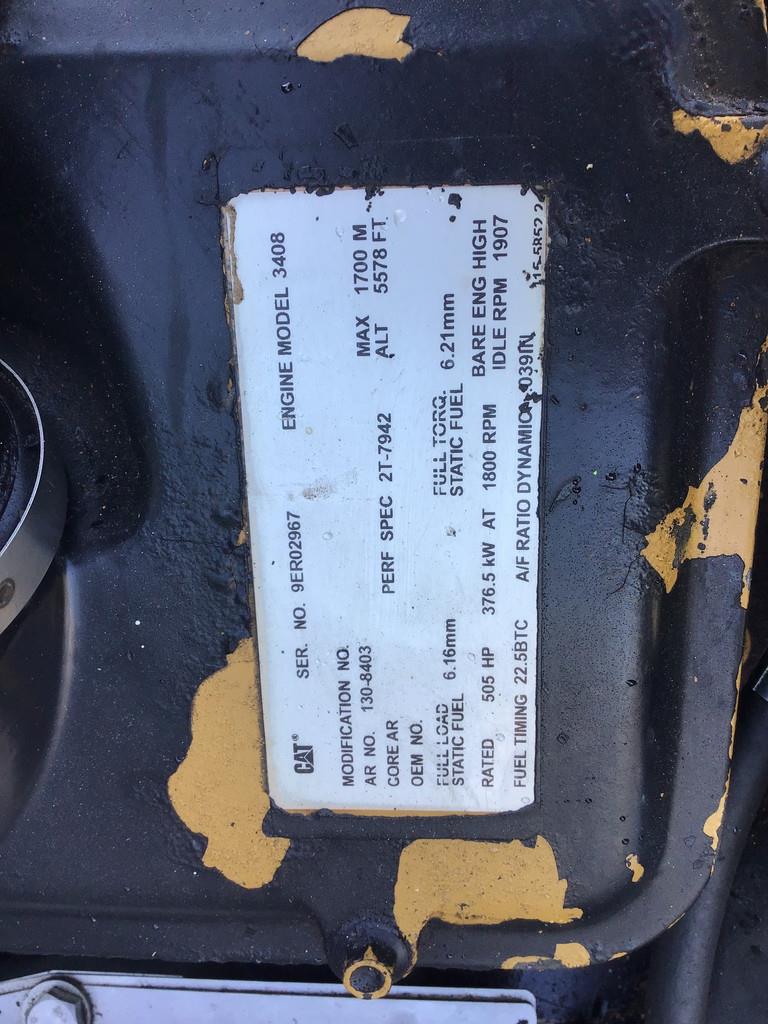 CAT® SER. NO. 9ER02967 ENGINE MODEL 3408
MODIFICATION NO.
AR NO. 130-8403 MAX 1700 M
CORE AR PERF SPEC 2T-7942 ALT 5578 FT
OEM NO.
FULL LOAD FULL TORQ.
STATIC FUEL 6.16mm STATIC FUEL 6.21mm
BARE ENG HIGH
RATED 505 HP 376.5 kW AT 1800 RPM IDLE RPM 1907
FUEL TIMING 22.5BTC A/F RATIO DYNAMIC